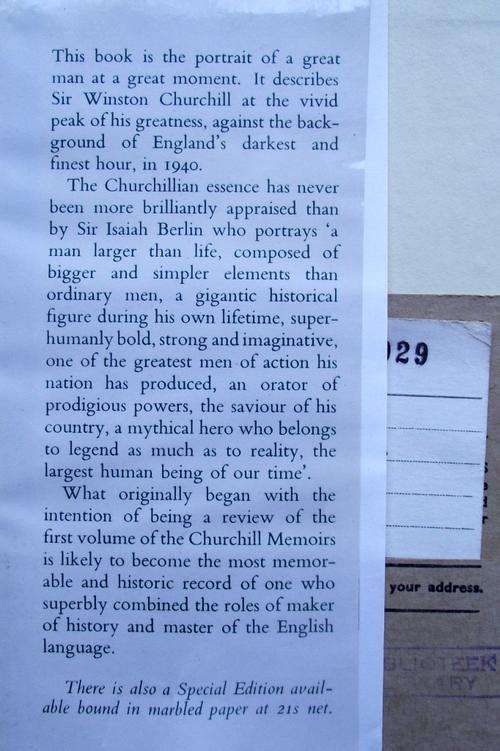 This book is the portrait of a great
man at a great moment. It describes
Sir Winston Churchill at the vivid
peak of his greatness, against the back-
ground of England's darkest and
finest hour, in 1940.
The Churchillian essence has never
been more brilliantly appraised than
by Sir Isaiah Berlin who portrays ‘a
man larger than life, composed of
bigger and simpler elements than
ordinary men, a gigantic historical
figure during his own lifetime, super-
humanly bold, strong and imaginative,
one of the greatest men of action his
nation has produced, an orator of
prodigious powers, the saviour of his
country, a mythical hero who belongs
to legend as much as to reality, the
largest human being of our time’.
What originally began with the
intention of being a review of the
first volume of the Churchill Memoirs
is likely to become the most memor-
able and historic record of one who
superbly combined the roles of maker
of history and master of the English
language.
There is also a Special Edition avail-
able bound in marbled paper at 21s net.
29
your address.